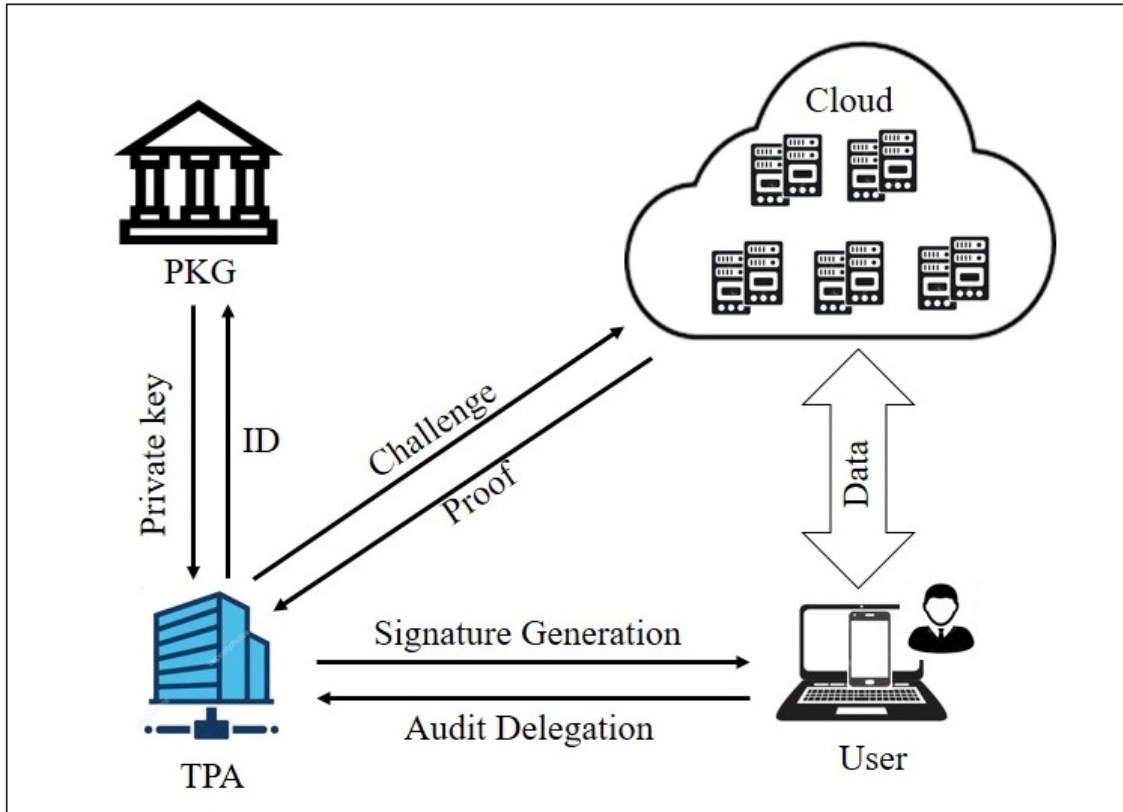 Cloud
PKG
Private key
ID
Challenge
Proof
Data
Signature Generation
Audit Delegation
TPA
User